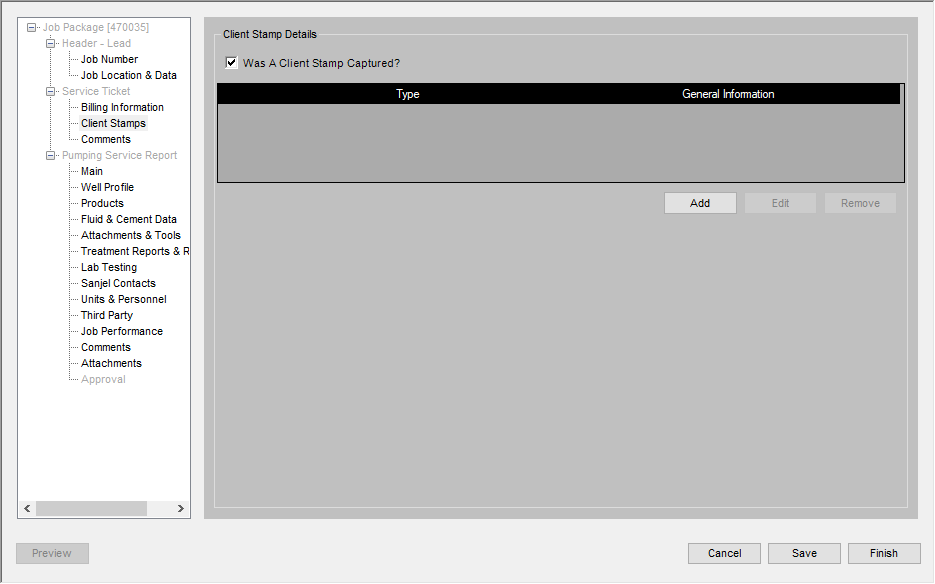 Job Package [470035]
Header - Lead
Job Number
Job Location & Data
Service Ticket
Billing Information
Client Stamps
Comments
Pumping Service Report
Main
Well Profile
Products
Fluid & Cement Data
Attachments & Tools
Treatment Reports & R
Lab Testing
Sanjel Contacts
Units & Personnel
Third Party
Job Performance
Comments
Attachments
Approval
Client Stamp Details
Was A Client Stamp Captured?
Type General Information
Add Edit Remove
Preview Cancel Save Finish